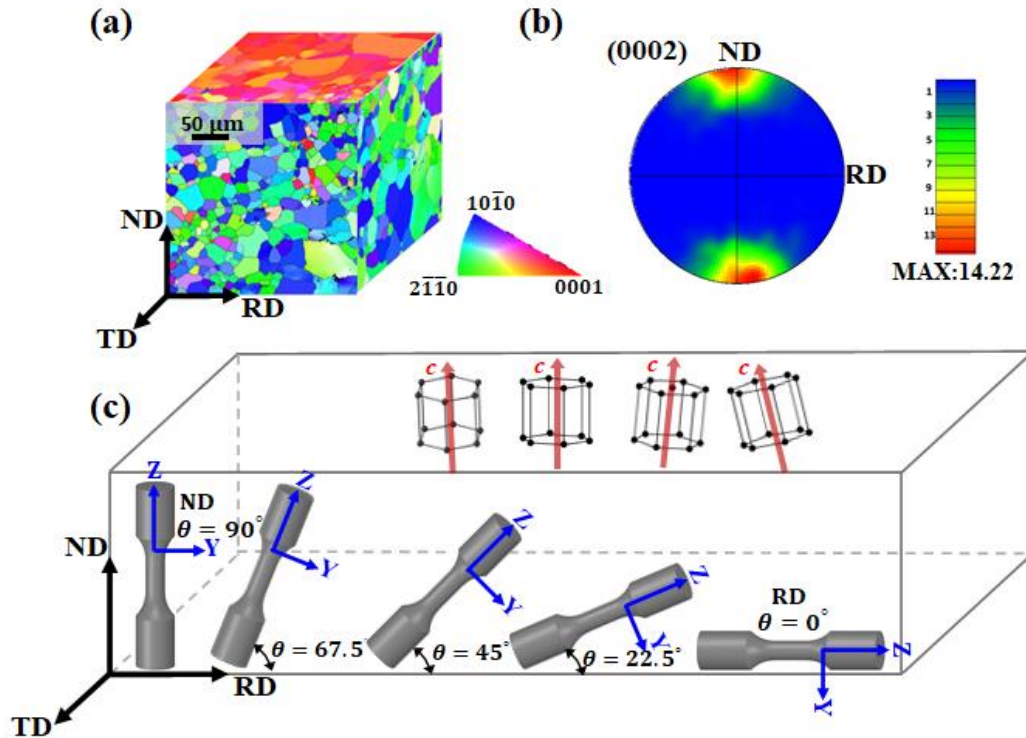 (a)
50 μm
ND
RD
TD
101̅0
21̅1̅0
0001
(b)
(0002)
ND
RD
1
3
5
7
9
11
13
MAX:14.22
(c)
c
c
c
c
Z
ND
θ = 90°
Y
Z
Y
θ = 67.5°
Z
Y
θ = 45°
Z
Y
θ = 22.5°
RD
θ = 0°
Z
Y
ND
RD
TD